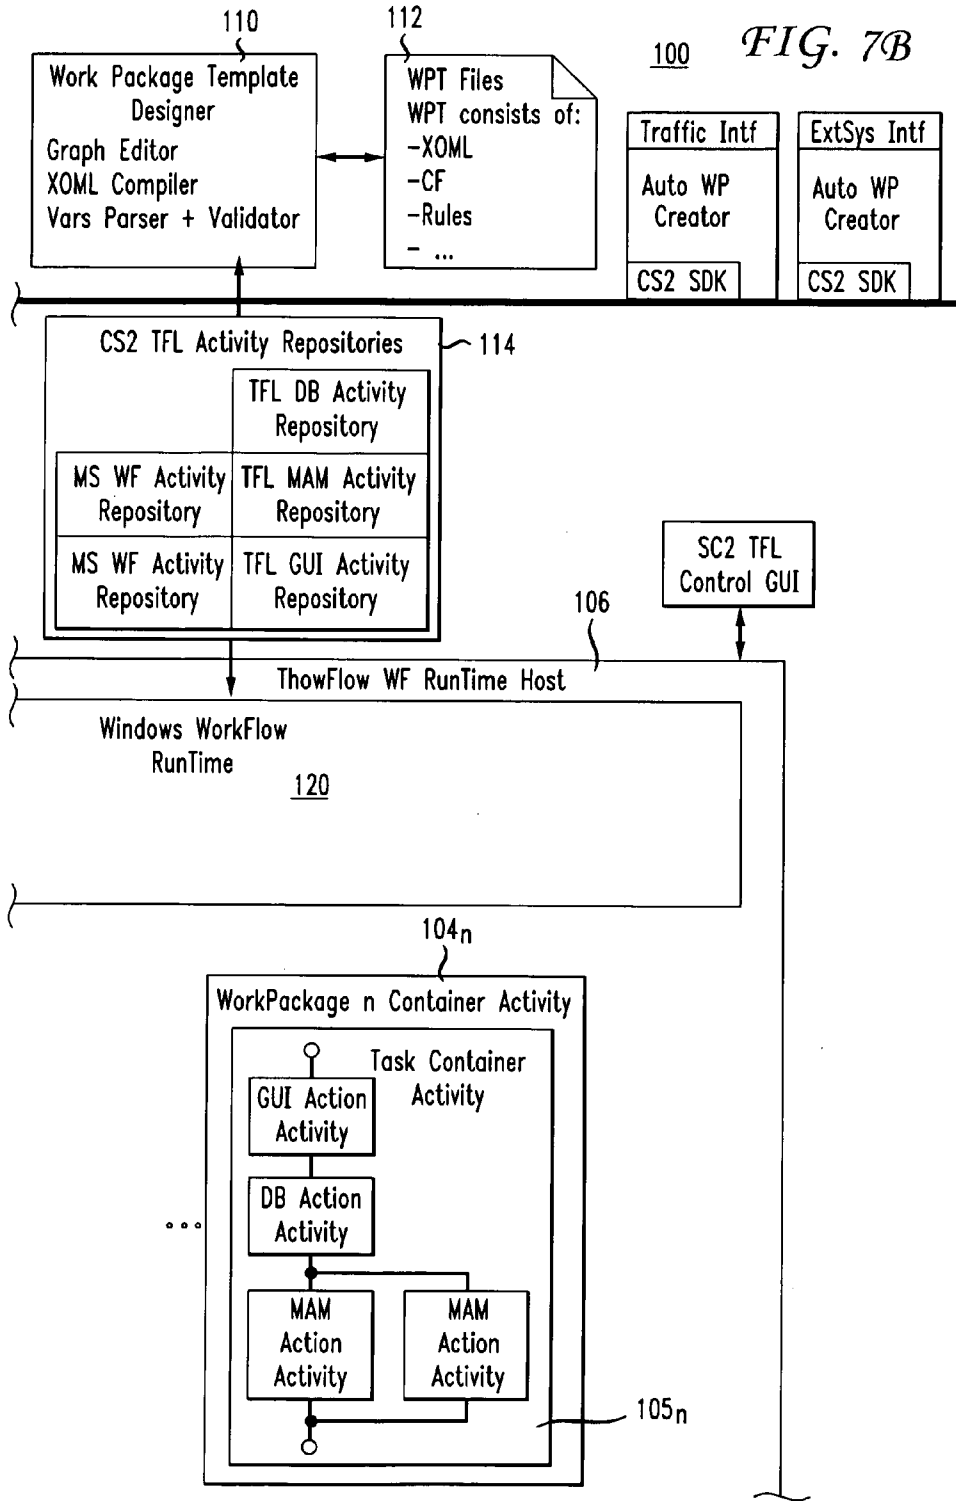 110
112
100
FIG. 7B
Work Package Template
Designer
Graph Editor
XOML Compiler
Vars Parser + Validator
WPT Files
WPT consists of:
-XOML
-CF
-Rules
- ...
Traffic Intf
Auto WP
Creator
CS2 SDK
ExtSys Intf
Auto WP
Creator
CS2 SDK
CS2 TFL Activity Repositories
114
TFL DB Activity
Repository
MS WF Activity
Repository
TFL MAM Activity
Repository
MS WF Activity
Repository
TFL GUI Activity
Repository
SC2 TFL
Control GUI
106
ThowFlow WF RunTime Host
Windows WorkFlow
RunTime
120
104n
WorkPackage n Container Activity
Task Container
Activity
GUI Action
Activity
DB Action
Activity
MAM
Action
Activity
MAM
Action
Activity
105n